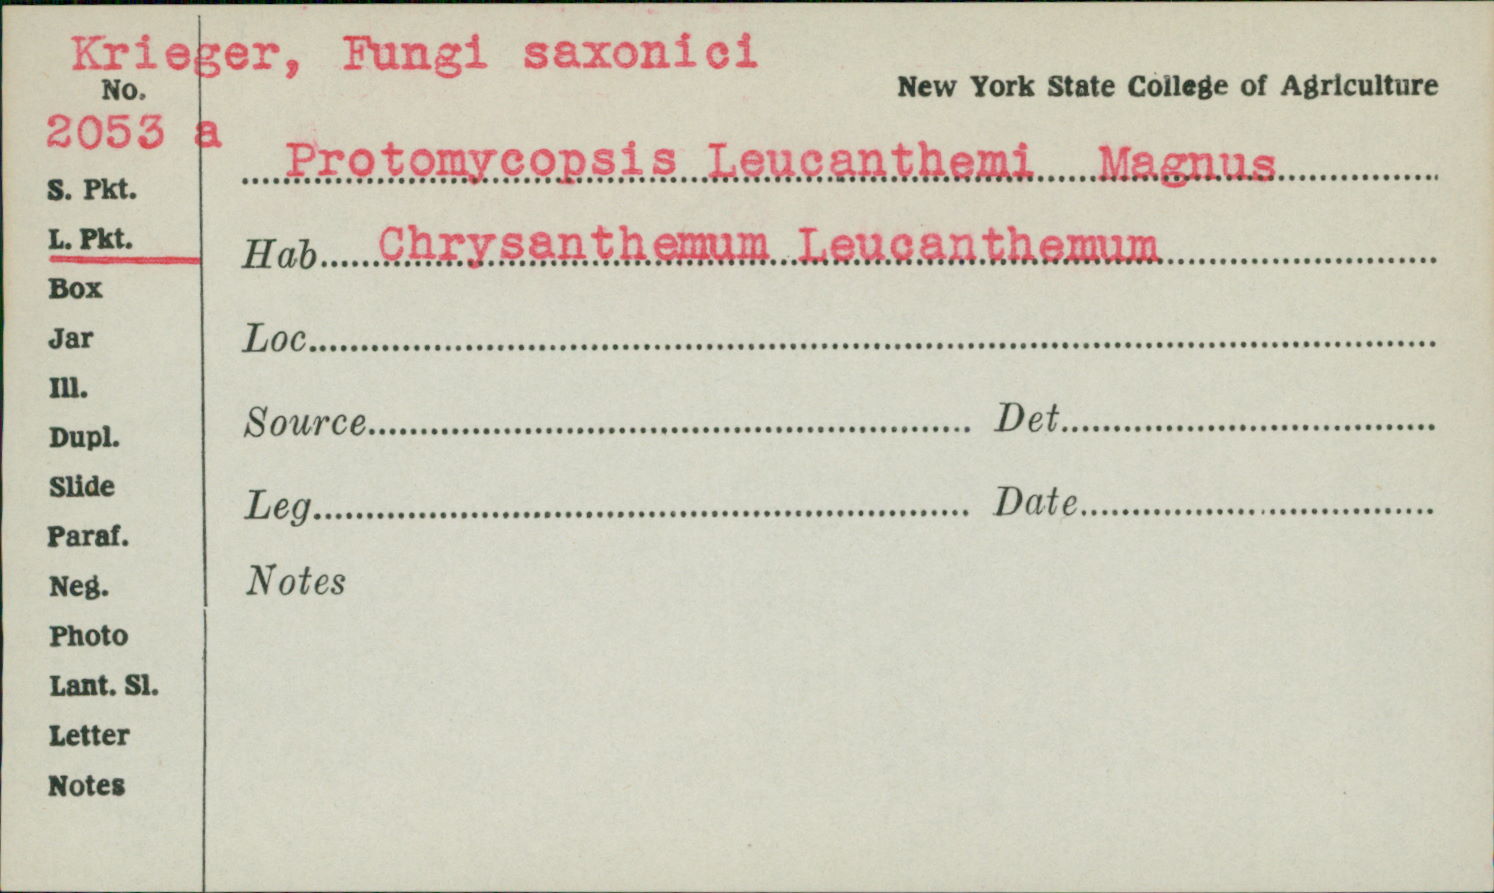 Krieger, Fungi saxonici
No.
New York State College of Agriculture
2053 a
Protomycopsis Leucanthemi Magnus
S. Pkt.
L. Pkt.
Hab. Chrysanthemum Leucanthemum
Box
Jar
Loc.
Ill.
Dupl.
Source Det.
Slide
Leg. Date
Paraf.
Neg.
Notes
Photo
Lant. Sl.
Letter
Notes